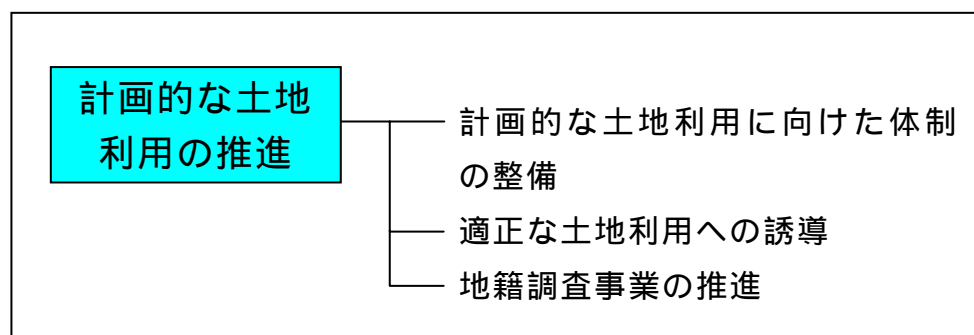 計画的な土地
利用の推進
計画的な土地利用に向けた体制
の整備
適正な土地利用への誘導
地籍調査事業の推進